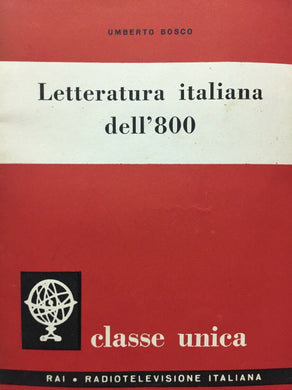 UMBERTO BOSCO
Letteratura italiana
dell'800
classe unica
RAI • RADIOTELEVISIONE ITALIANA